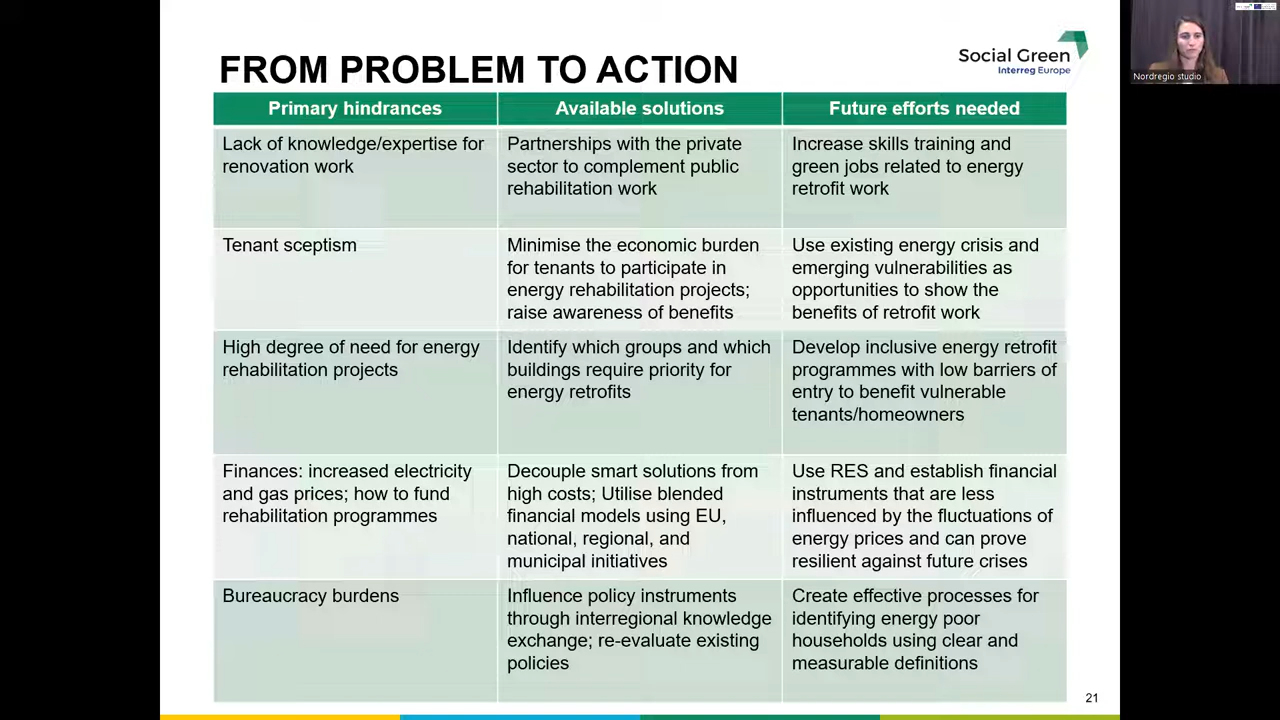 FROM PROBLEM TO ACTION
Social Green
Interreg Europe
Primary hindrances
Available solutions
Future efforts needed
Lack of knowledge/expertise for
renovation work
Partnerships with the private
sector to complement public
rehabilitation work
Increase skills training and
green jobs related to energy
retrofit work
Tenant sceptism
Minimise the economic burden
for tenants to participate in
energy rehabilitation projects;
raise awareness of benefits
Use existing energy crisis and
emerging vulnerabilities as
opportunities to show the
benefits of retrofit work
High degree of need for energy
rehabilitation projects
Identify which groups and which
buildings require priority for
energy retrofits
Develop inclusive energy retrofit
programmes with low barriers of
entry to benefit vulnerable
tenants/homeowners
Finances: increased electricity
and gas prices; how to fund
rehabilitation programmes
Decouple smart solutions from
high costs; Utilise blended
financial models using EU,
national, regional, and
municipal initiatives
Use RES and establish financial
instruments that are less
influenced by the fluctuations of
energy prices and can prove
resilient against future crises
Bureaucracy burdens
Influence policy instruments
through interregional knowledge
exchange; re-evaluate existing
policies
Create effective processes for
identifying energy poor
households using clear and
measurable definitions
21
Nordregio studio